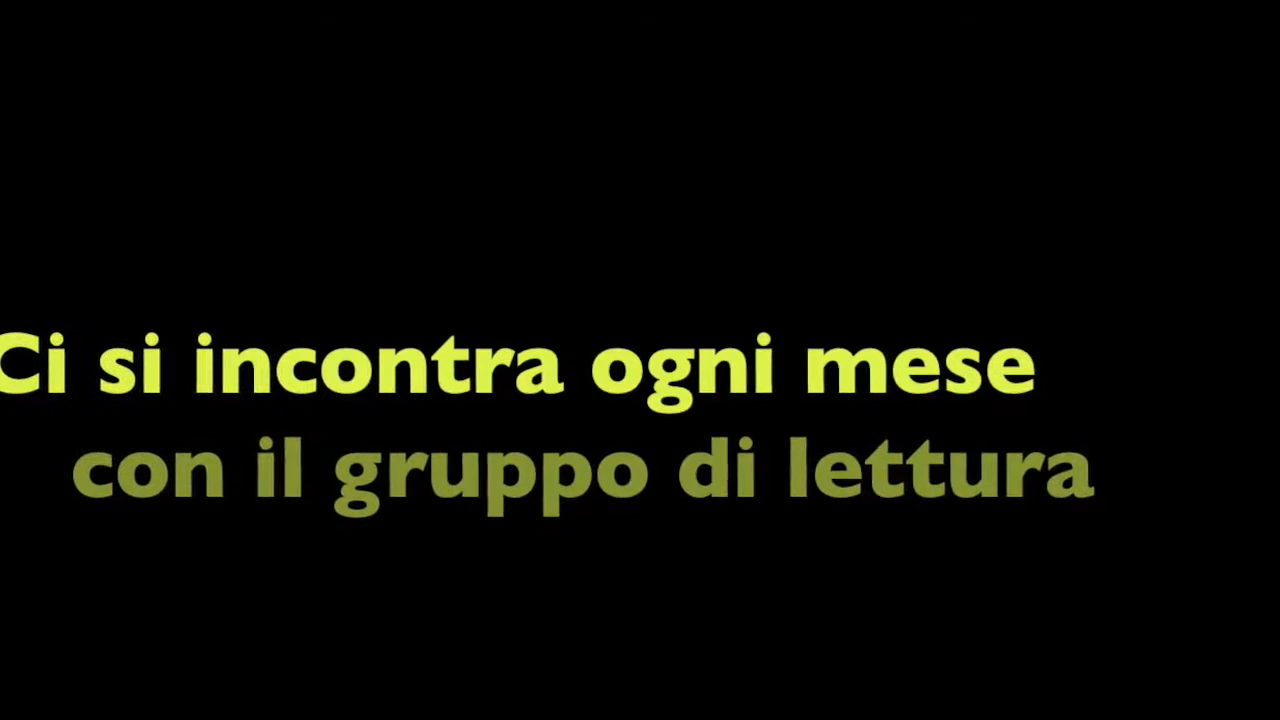 Ci si incontra ogni mese
con il gruppo di lettura